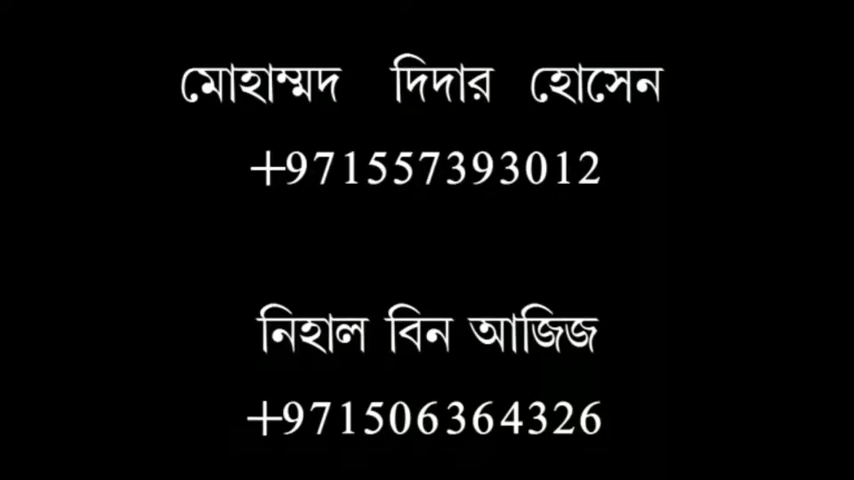 মোহাম্মদ দিদার হোসেন
+971557393012
নিহাল বিন আজিজ
+971506364326